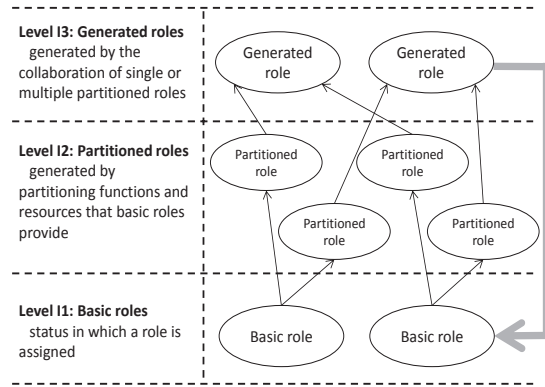 Level I3: Generated roles
generated by the
collaboration of single or
multiple partitioned roles
Generated
role
Generated
role
Level I2: Partitioned roles
generated by
partitioning functions and
resources that basic roles
provide
Partitioned
role
Partitioned
role
Partitioned
role
Partitioned
role
Level I1: Basic roles
status in which a role is
assigned
Basic role
Basic role